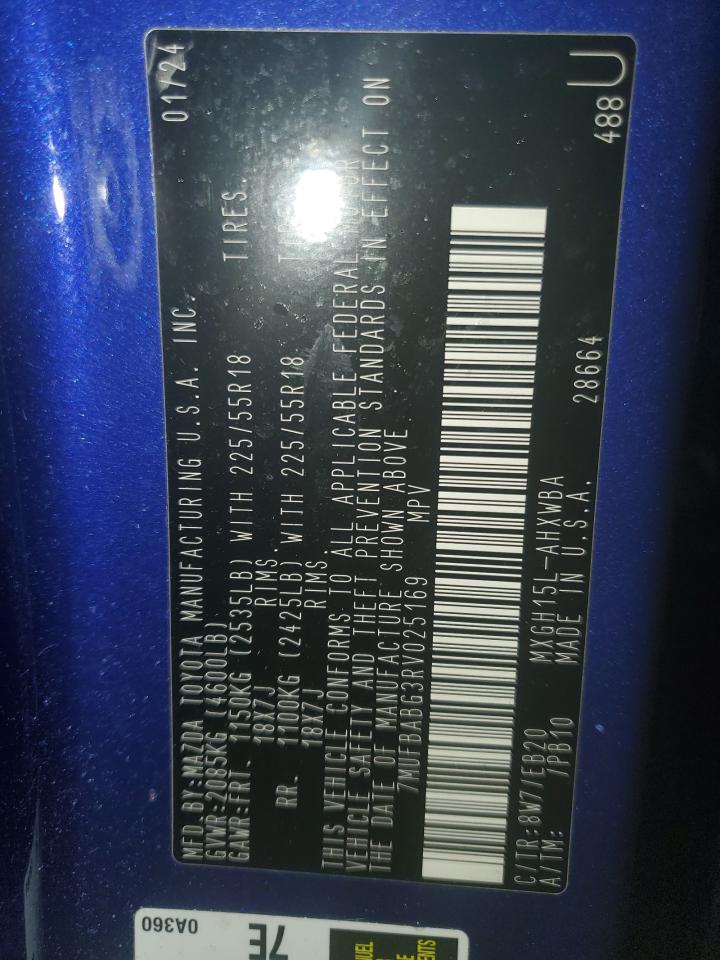 MFD.BY:MAZDA TOYOTA MANUFACTURING U.S.A. INC. 01/24
GVWR:2085KG (4600LB)
GAWR:FRT. 1150KG (2535LB) WITH 225/55R18 TIRES.
18X7J RIMS.
RR. 1100KG (2425LB) WITH 225/55R18
18X7J RIMS.
THIS VEHICLE CONFORMS TO ALL APPLICABLE FEDERAL MOTOR
VEHICLE SAFETY AND THEFT PREVENTION STANDARDS IN EFFECT ON
THE DATE OF MANUFACTURE SHOWN ABOVE
7MUFBABG3RV025169 MPV
C/TR:8W77/EB20 MXGH15L-AHXWBA
A/TM: /PB10 MADE IN U.S.A. 28664
488U
0A360
7E